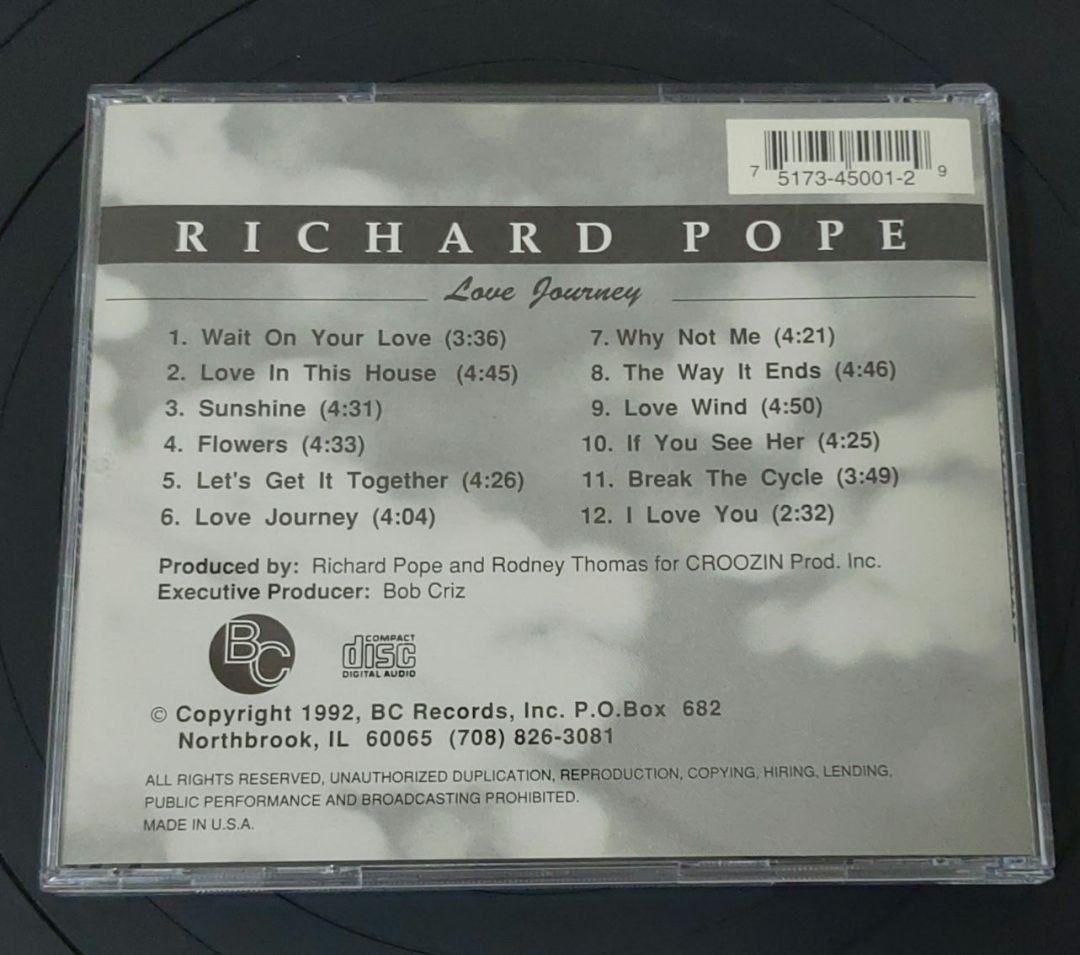 7 5173-45001-2 9
RICHARD POPE
Love Journey
1. Wait On Your Love (3:36)
2. Love In This House (4:45)
3. Sunshine (4:31)
4. Flowers (4:33)
5. Let's Get It Together (4:26)
6. Love Journey (4:04)
7. Why Not Me (4:21)
8. The Way It Ends (4:46)
9. Love Wind (4:50)
10. If You See Her (4:25)
11. Break The Cycle (3:49)
12. I Love You (2:32)
Produced by: Richard Pope and Rodney Thomas for CROOZIN Prod. Inc.
Executive Producer: Bob Criz
BC
COMPACT
disc
DIGITAL AUDIO
© Copyright 1992, BC Records, Inc. P.O.Box 682
Northbrook, IL 60065 (708) 826-3081
ALL RIGHTS RESERVED, UNAUTHORIZED DUPLICATION, REPRODUCTION, COPYING, HIRING, LENDING,
PUBLIC PERFORMANCE AND BROADCASTING PROHIBITED.
MADE IN U.S.A.